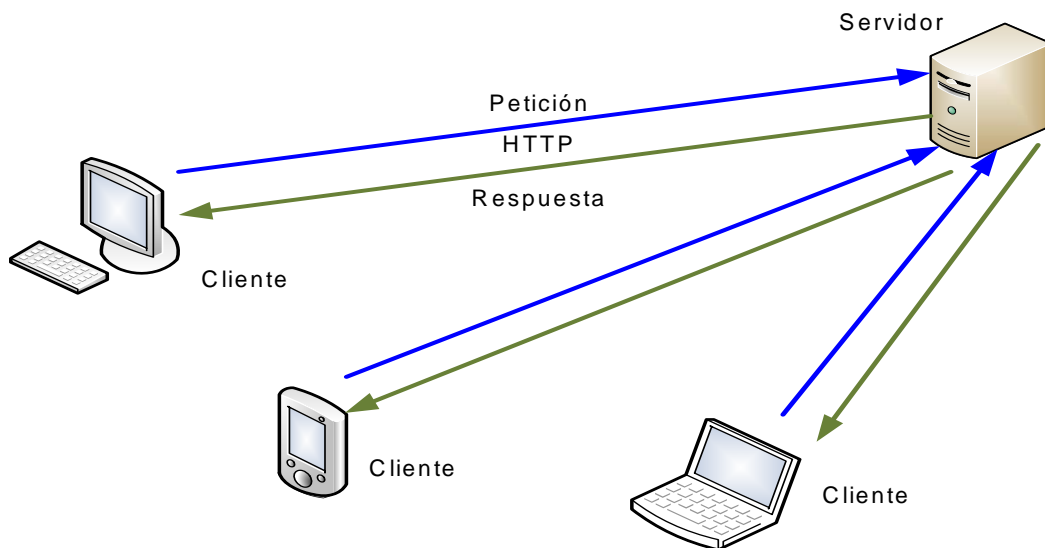 Servidor
Petición
HTTP
Respuesta
Cliente
Cliente
Cliente